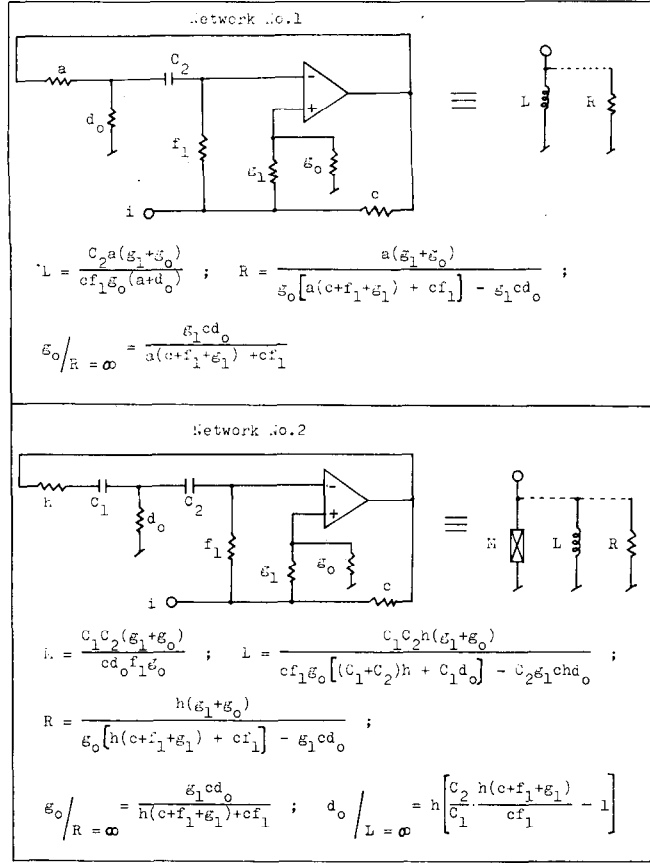 Network No.1
a
C₂
d₀
f₁
g₁
g₀
c
i
−
+
≡
L
R
L = C₂a(g₁+g₀) / cf₁g₀(a+d₀) ; R = a(g₁+g₀) / g₀[a(c+f₁+g₁) + cf₁] - g₁cd₀ ;
g₀/R = ∞ = g₁cd₀ / a(c+f₁+g₁) +cf₁
Network No.2
h
C₁
C₂
d₀
f₁
g₁
g₀
c
i
−
+
≡
M
L
R
M = C₁C₂(g₁+g₀) / cd₀f₁g₀ ; L = C₁C₂h(g₁+g₀) / cf₁g₀[(C₁+C₂)h + C₁d₀] - C₂g₁chd₀ ;
R = h(g₁+g₀) / g₀[h(c+f₁+g₁) + cf₁] - g₁cd₀ ;
g₀/R = ∞ = g₁cd₀ / h(c+f₁+g₁)+cf₁ ; d₀/L = ∞ = h[C₂/C₁ · h(c+f₁+g₁)/cf₁ - 1]